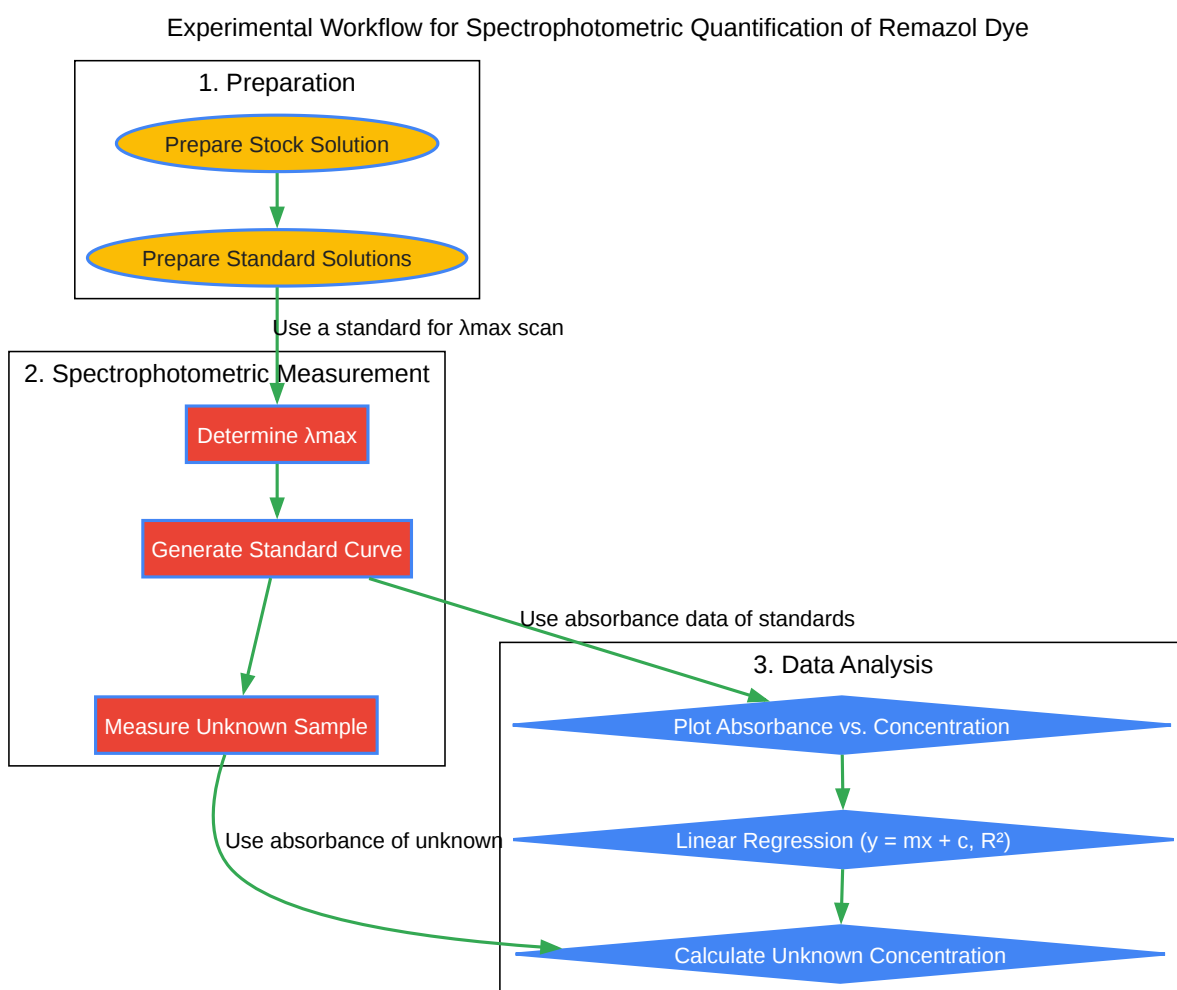 Experimental Workflow for Spectrophotometric Quantification of Remazol Dye
1. Preparation
Prepare Stock Solution
Prepare Standard Solutions
Use a standard for λmax scan
2. Spectrophotometric Measurement
Determine λmax
Generate Standard Curve
Use absorbance data of standards
3. Data Analysis
Measure Unknown Sample
Plot Absorbance vs. Concentration
Use absorbance of unknown
Linear Regression (y = mx + c, R²)
Calculate Unknown Concentration